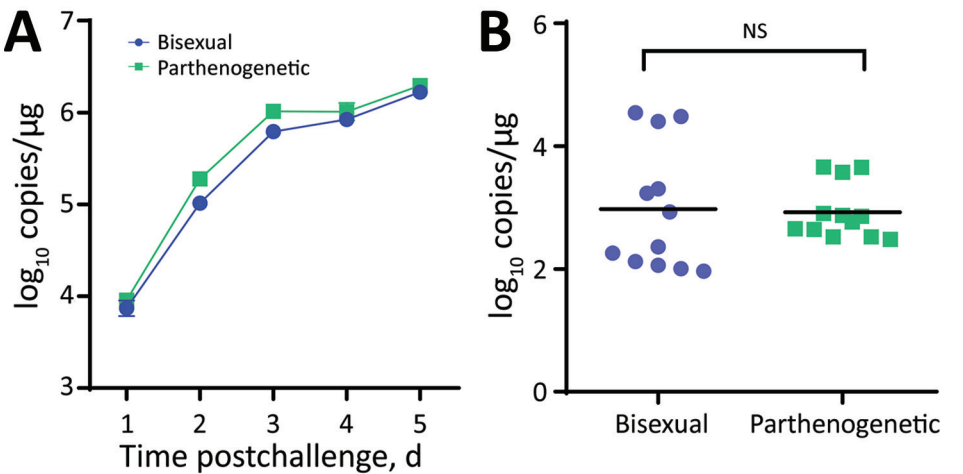 A
Bisexual
Parthenogenetic
log10 copies/µg
7
6
5
4
3
1 2 3 4 5
Time postchallenge, d
B
NS
log10 copies/µg
6
4
2
0
Bisexual Parthenogenetic